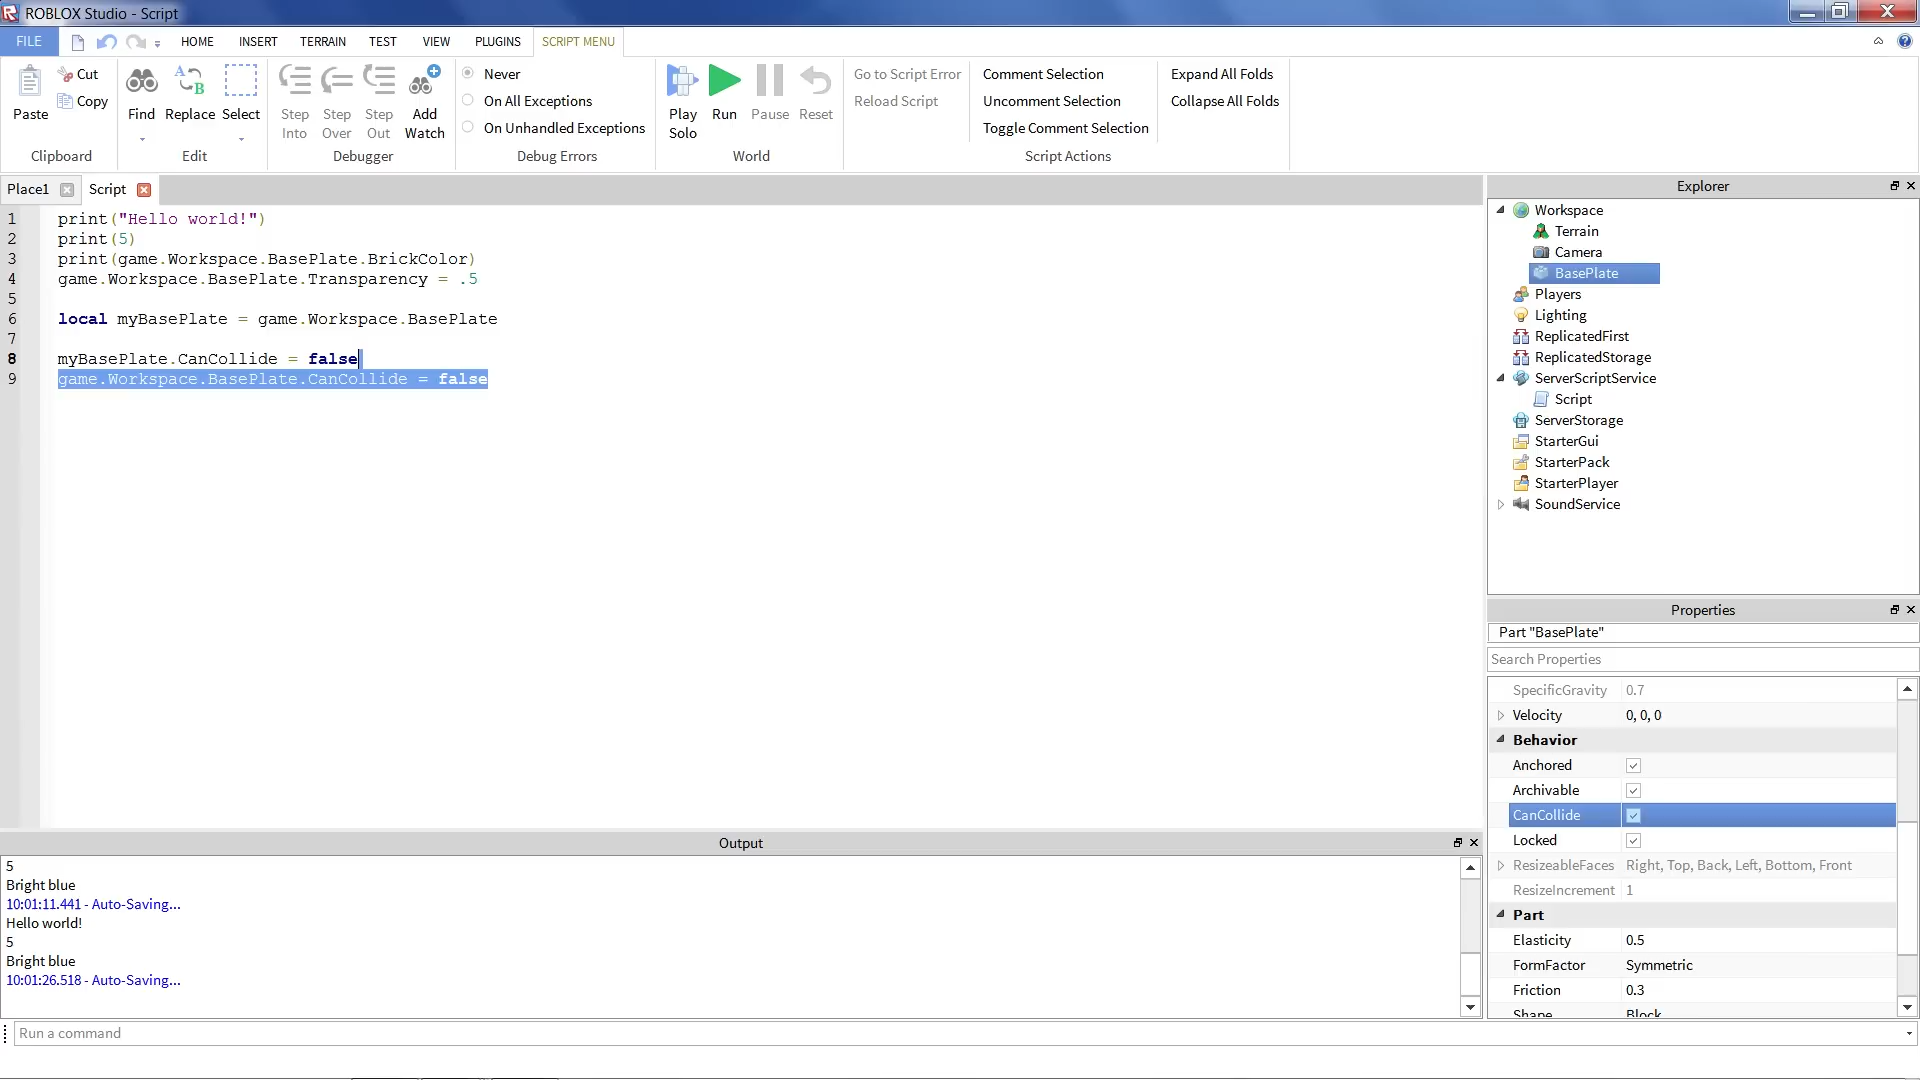 ROBLOX Studio - Script
FILE HOME INSERT TERRAIN TEST VIEW PLUGINS SCRIPT MENU
Paste
Cut
Copy
Clipboard
Find
Replace
Select
Edit
Step Into
Step Over
Step Out
Add Watch
Debugger
Never
On All Exceptions
On Unhandled Exceptions
Debug Errors
Play Solo
Run
Pause
Reset
World
Go to Script Error
Reload Script
Comment Selection
Uncomment Selection
Toggle Comment Selection
Script Actions
Expand All Folds
Collapse All Folds
Place1
Script
1 print("Hello world!")
2 print(5)
3 print(game.Workspace.BasePlate.BrickColor)
4 game.Workspace.BasePlate.Transparency = .5
5
6 local myBasePlate = game.Workspace.BasePlate
7
8 myBasePlate.CanCollide = false
9 game.Workspace.BasePlate.CanCollide = false
Output
5
Bright blue
10:01:11.441 - Auto-Saving...
Hello world!
5
Bright blue
10:01:26.518 - Auto-Saving...
Run a command
Explorer
Workspace
Terrain
Camera
BasePlate
Players
Lighting
ReplicatedFirst
ReplicatedStorage
ServerScriptService
Script
ServerStorage
StarterGui
StarterPack
StarterPlayer
SoundService
Properties
Part "BasePlate"
Search Properties
SpecificGravity 0.7
Velocity 0, 0, 0
Behavior
Anchored
Archivable
CanCollide
Locked
ResizeableFaces Right, Top, Back, Left, Bottom, Front
ResizeIncrement 1
Part
Elasticity 0.5
FormFactor Symmetric
Friction 0.3
Shape Block